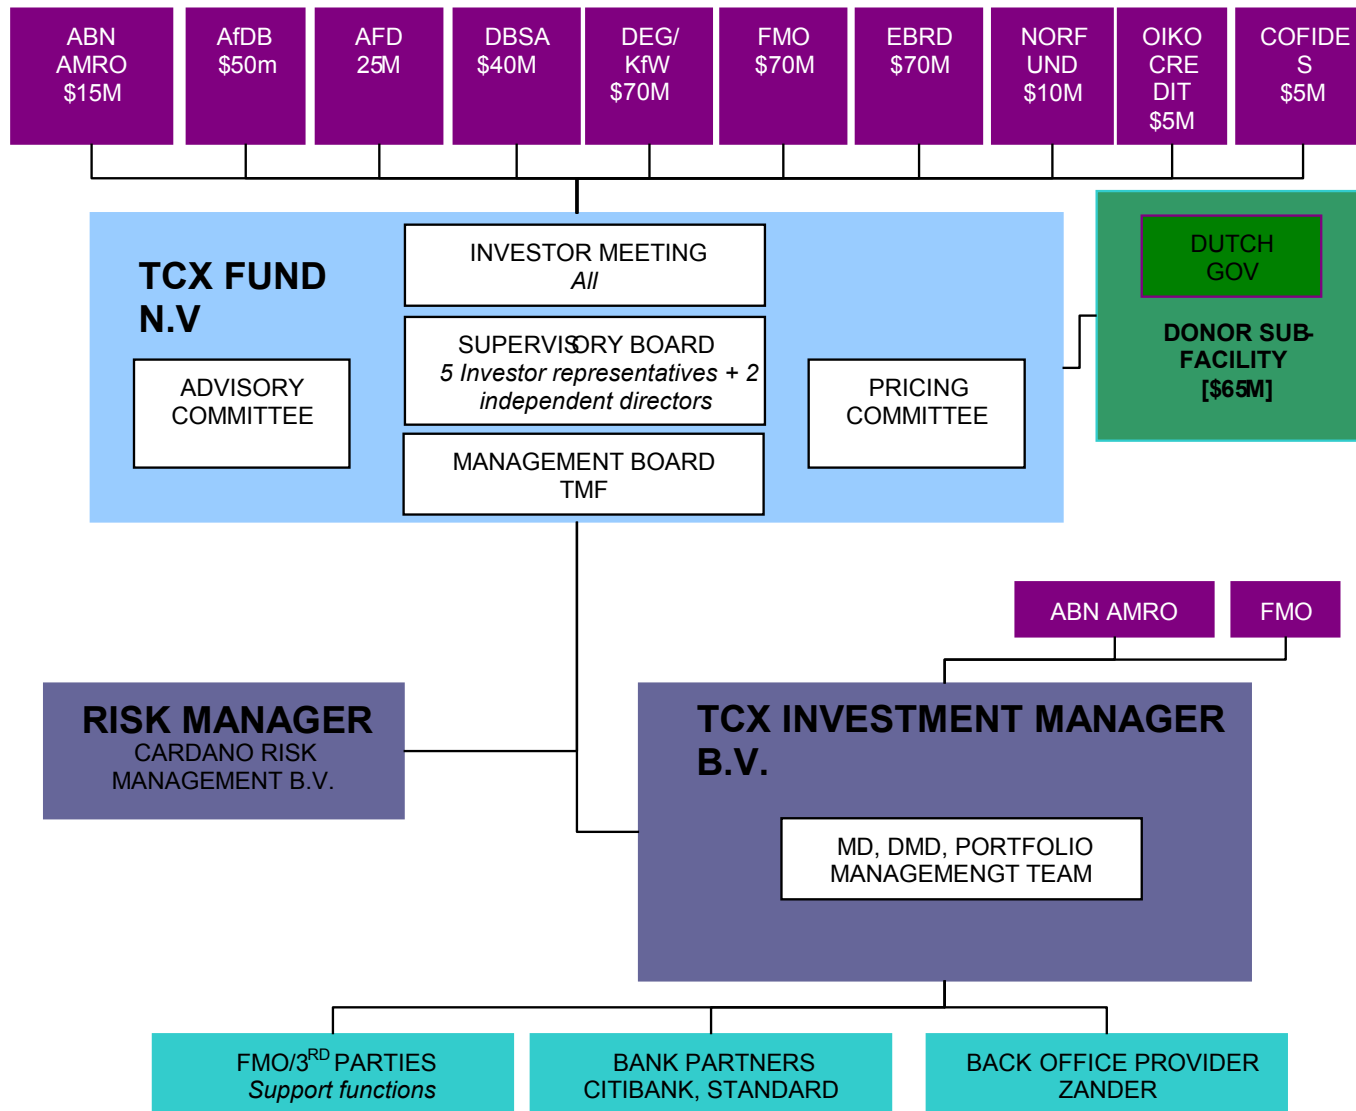 ABN
AMRO
$15M
AfDB
$50m
AFD
25M
DBSA
$40M
DEG/
KfW
$70M
FMO
$70M
EBRD
$70M
NORF
UND
$10M
OIKO
CRE
DIT
$5M
COFIDE
S
$5M
TCX FUND
N.V
INVESTOR MEETING
All
SUPERVISORY BOARD
5 Investor representatives + 2
independent directors
MANAGEMENT BOARD
TMF
ADVISORY
COMMITTEE
PRICING
COMMITTEE
DUTCH
GOV
DONOR SUB-
FACILITY
[$65M]
ABN AMRO
FMO
RISK MANAGER
CARDANO RISK
MANAGEMENT B.V.
TCX INVESTMENT MANAGER
B.V.
MD, DMD, PORTFOLIO
MANAGEMENGT TEAM
FMO/3RD PARTIES
Support functions
BANK PARTNERS
CITIBANK, STANDARD
BACK OFFICE PROVIDER
ZANDER